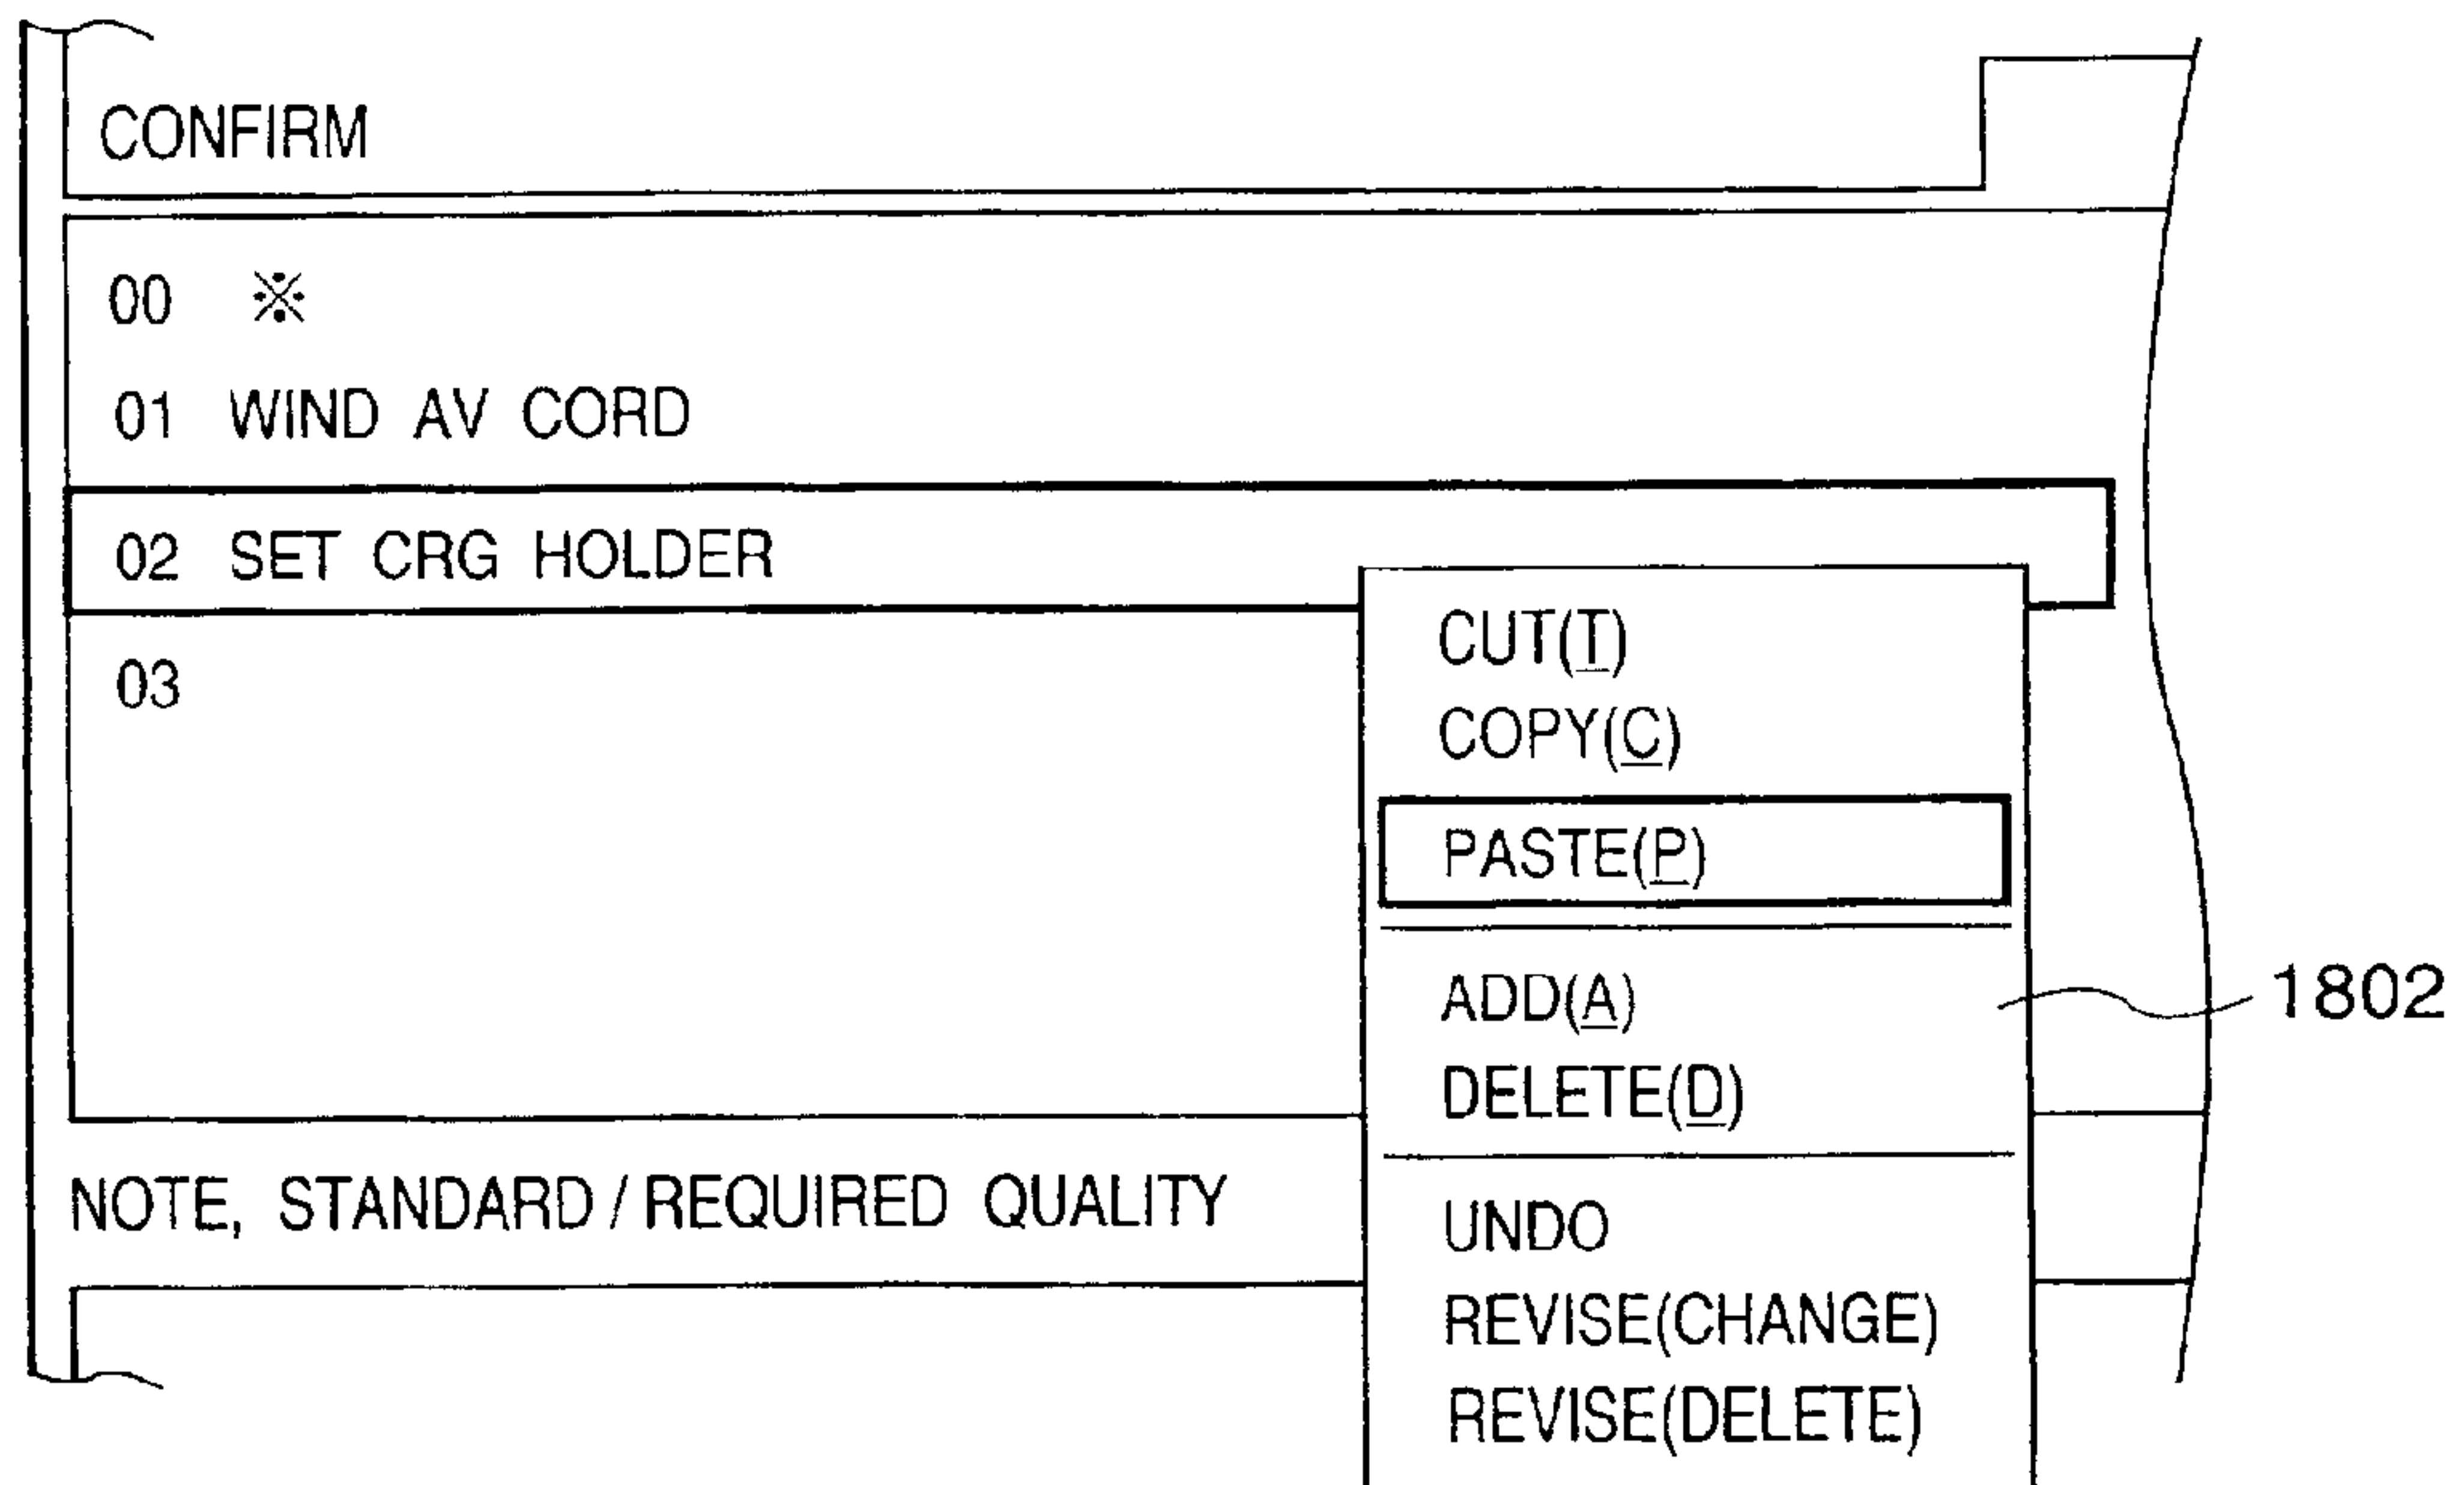 CONFIRM
00 ※
01 WIND AV CORD
02 SET CRG HOLDER
03
CUT(T)
COPY(C)
PASTE(P)
ADD(A)
DELETE(D)
UNDO
REVISE(CHANGE)
REVISE(DELETE)
1802
NOTE, STANDARD/REQUIRED QUALITY